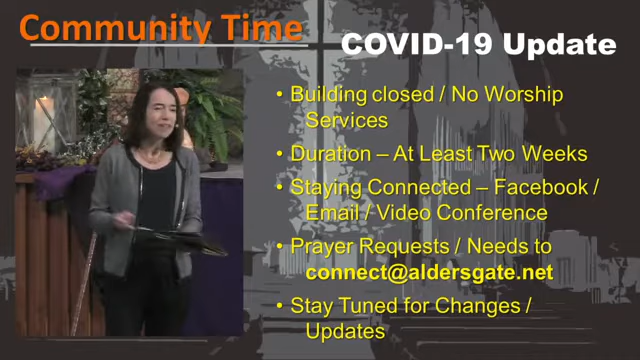 Community Time
COVID-19 Update
• Building closed / No Worship
Services
• Duration – At Least Two Weeks
• Staying Connected – Facebook /
Email / Video Conference
• Prayer Requests / Needs to
connect@aldersgate.net
• Stay Tuned for Changes /
Updates